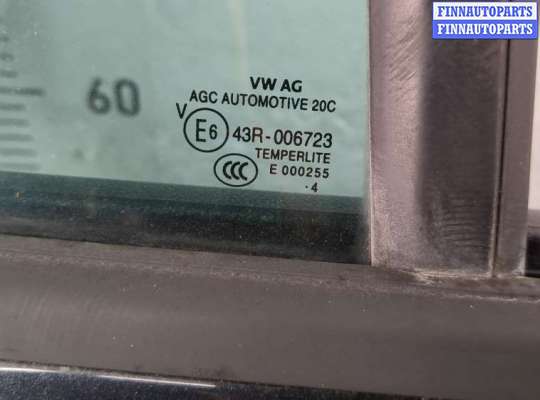 FINNAUTOPARTS
FINNAUTOPARTS
VW AG
AGC AUTOMOTIVE 20C
V
E6 43R-006723
TEMPERLITE
CCC E 000255
·4
60